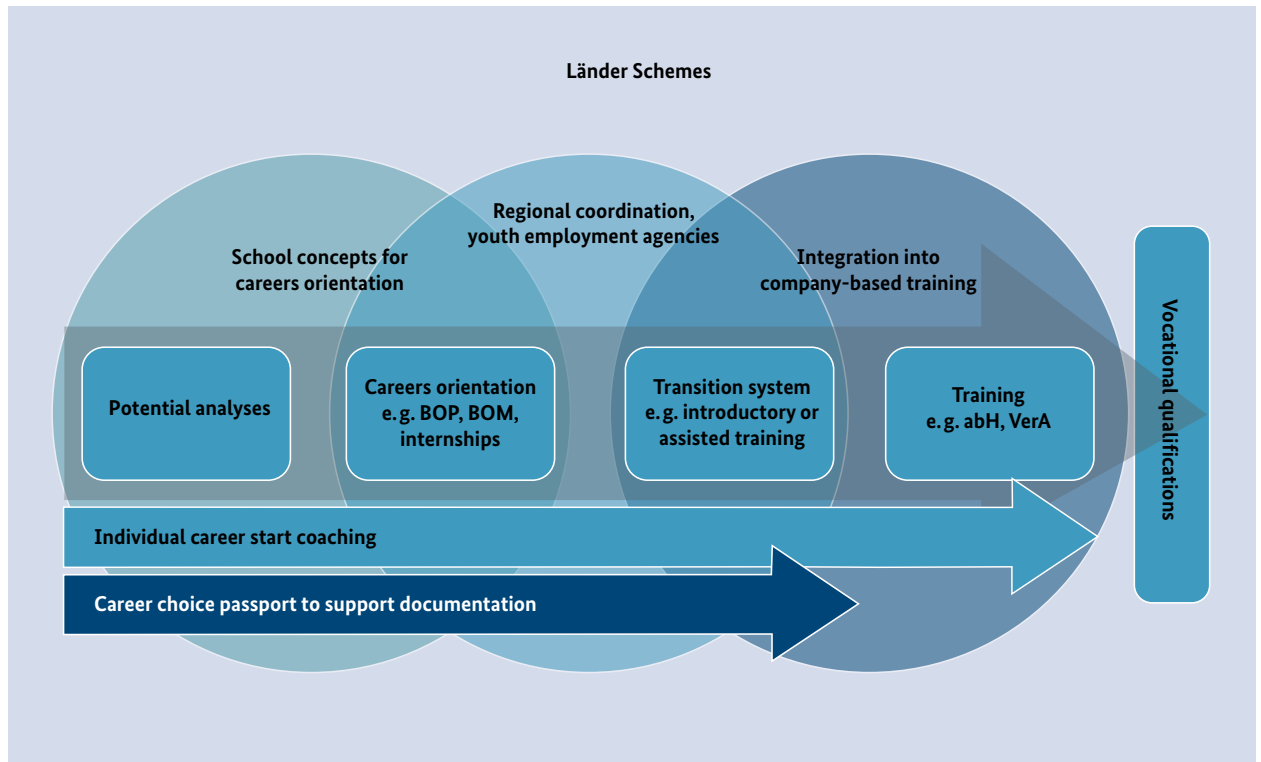 Länder Schemes
Regional coordination,
youth employment agencies
School concepts for
careers orientation
Integration into
company-based training
Potential analyses
Careers orientation
e. g. BOP, BOM,
internships
Transition system
e. g. introductory or
assisted training
Training
e. g. abH, VerA
Vocational qualifications
Individual career start coaching
Career choice passport to support documentation